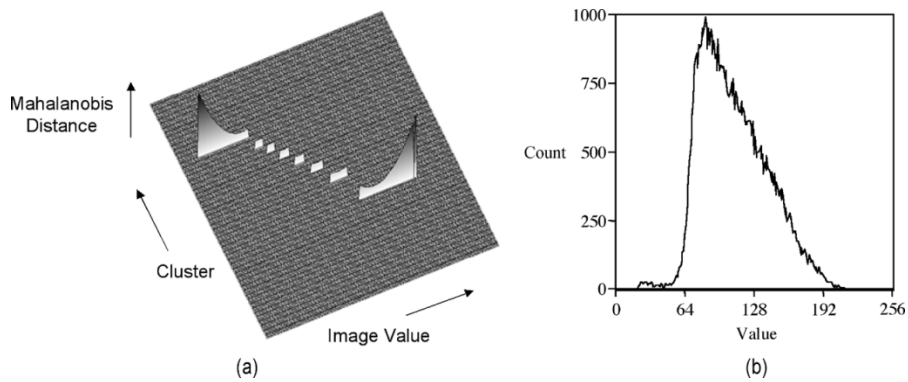 Mahalanobis
Distance
Cluster
Image Value
(a)
1000
750
Count
500
250
0
0 64 128 192 256
Value
(b)